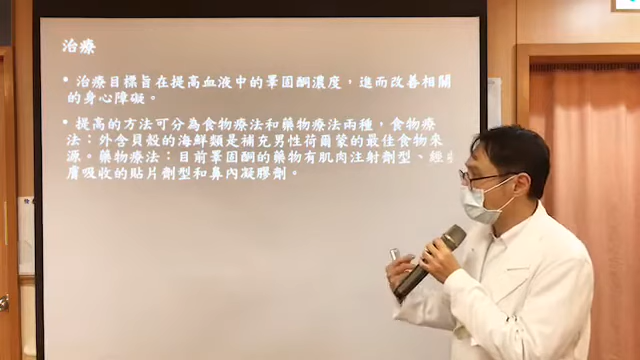 治療
• 治療目標旨在提高血液中的睪固酮濃度，進而改善相關
的身心障礙。
• 提高的方法可分為食物療法和藥物療法兩種，食物療
法：外含貝殼的海鮮類是補充男性荷爾蒙的最佳食物來
源。藥物療法：目前睪固酮的藥物有肌肉注射劑型、經
膚吸收的貼片劑型和鼻內凝膠劑。